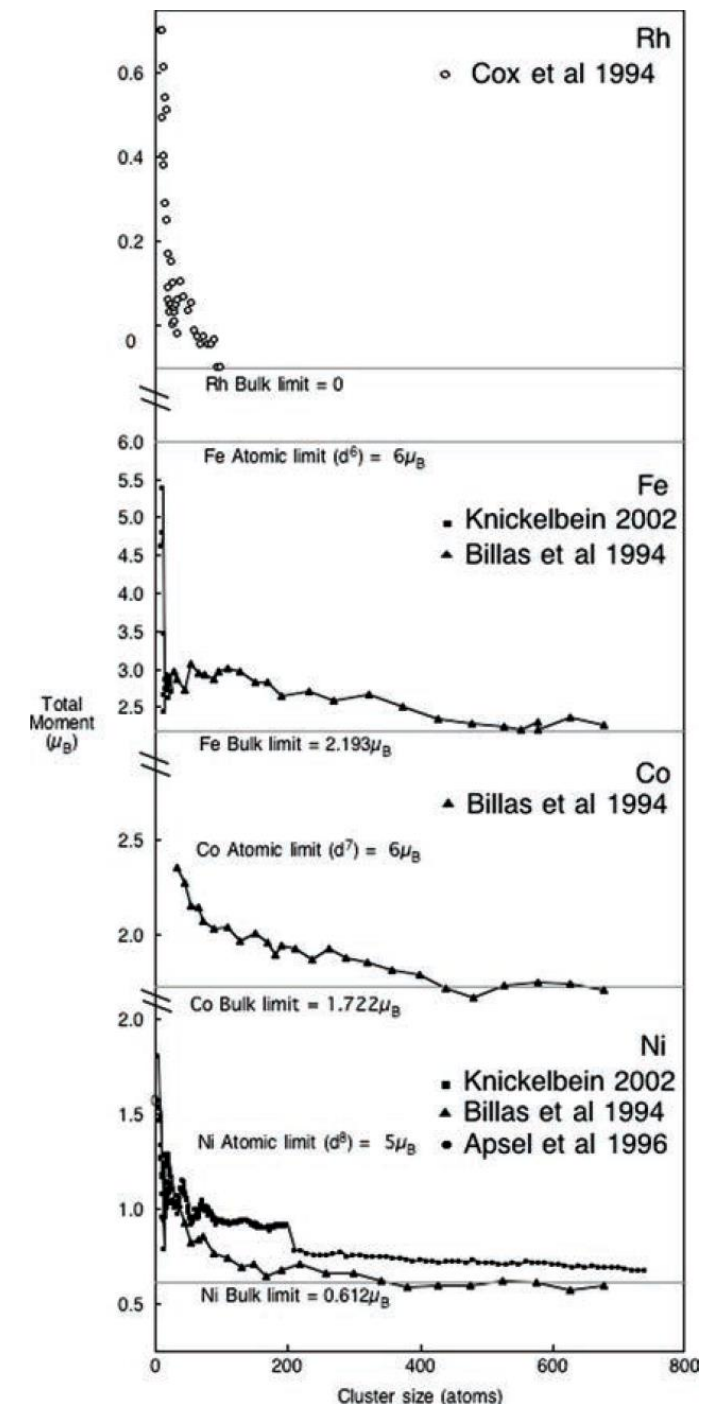 Rh
Cox et al 1994
0.6
0.4
0.2
0
Rh Bulk limit = 0
6.0
Fe Atomic limit (d⁶) = 6μB
5.5
Fe
5.0
Knickelbein 2002
4.5
Billas et al 1994
4.0
3.5
3.0
2.5
Total
Moment
(μB)
Fe Bulk limit = 2.193μB
Co
Billas et al 1994
2.5
Co Atomic limit (d⁷) = 6μB
2.0
Co Bulk limit = 1.722μB
2.0
Ni
Knickelbein 2002
1.5
Billas et al 1994
Ni Atomic limit (d⁸) = 5μB
Apsel et al 1996
1.0
Ni Bulk limit = 0.612μB
0.5
0 200 400 600 800
Cluster size (atoms)